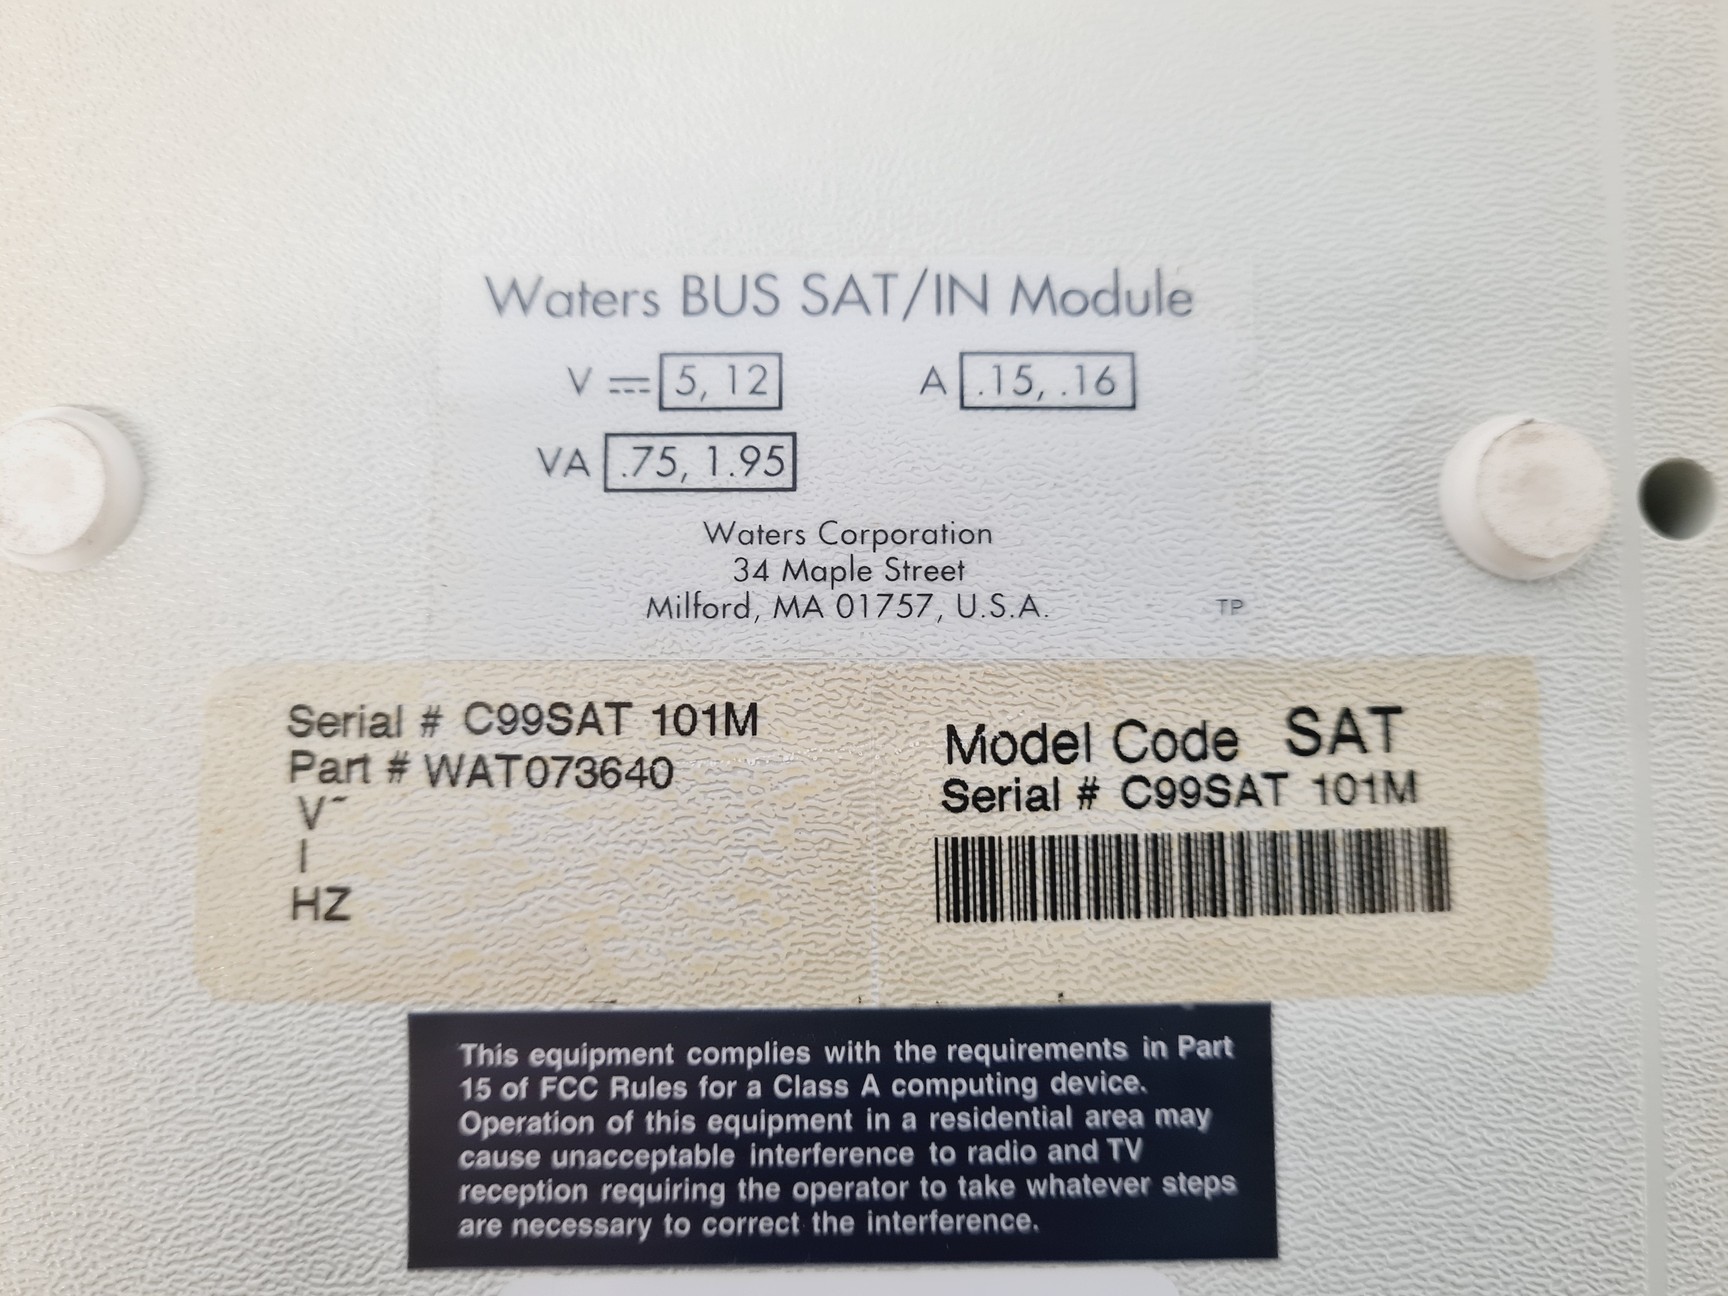 Waters BUS SAT/IN Module
V ⎓ 5, 12 A .15, .16
VA .75, 1.95
Waters Corporation
34 Maple Street
Milford, MA 01757, U.S.A.
TP
Serial # C99SAT 101M
Part # WAT073640
V~
I
HZ
Model Code SAT
Serial # C99SAT 101M
This equipment complies with the requirements in Part
15 of FCC Rules for a Class A computing device.
Operation of this equipment in a residential area may
cause unacceptable interference to radio and TV
reception requiring the operator to take whatever steps
are necessary to correct the interference.